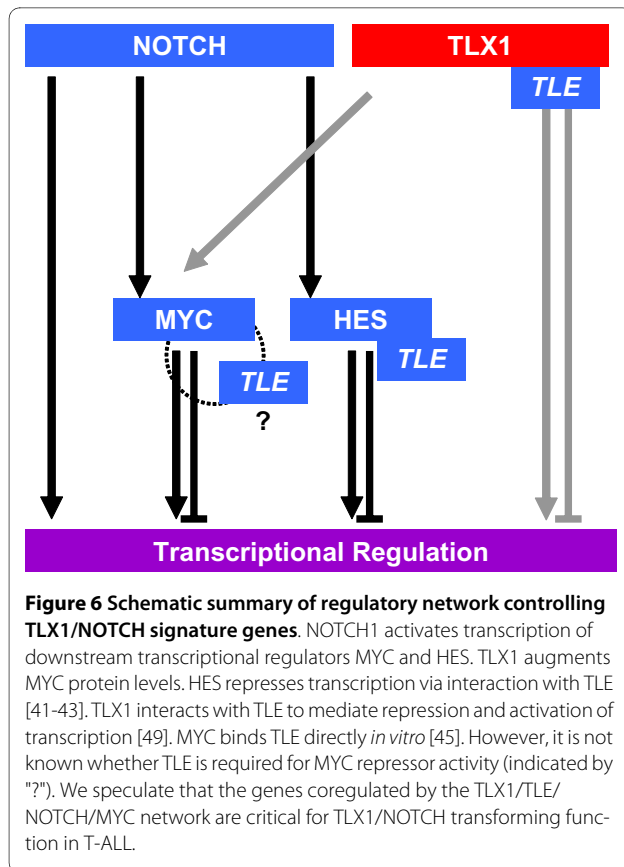 NOTCH
TLX1
TLE
MYC
HES
TLE
TLE
?
Transcriptional Regulation
Figure 6 Schematic summary of regulatory network controlling
TLX1/NOTCH signature genes. NOTCH1 activates transcription of
downstream transcriptional regulators MYC and HES. TLX1 augments
MYC protein levels. HES represses transcription via interaction with TLE
[41-43]. TLX1 interacts with TLE to mediate repression and activation of
transcription [49]. MYC binds TLE directly in vitro [45]. However, it is not
known whether TLE is required for MYC repressor activity (indicated by
"?"). We speculate that the genes coregulated by the TLX1/TLE/
NOTCH/MYC network are critical for TLX1/NOTCH transforming func-
tion in T-ALL.